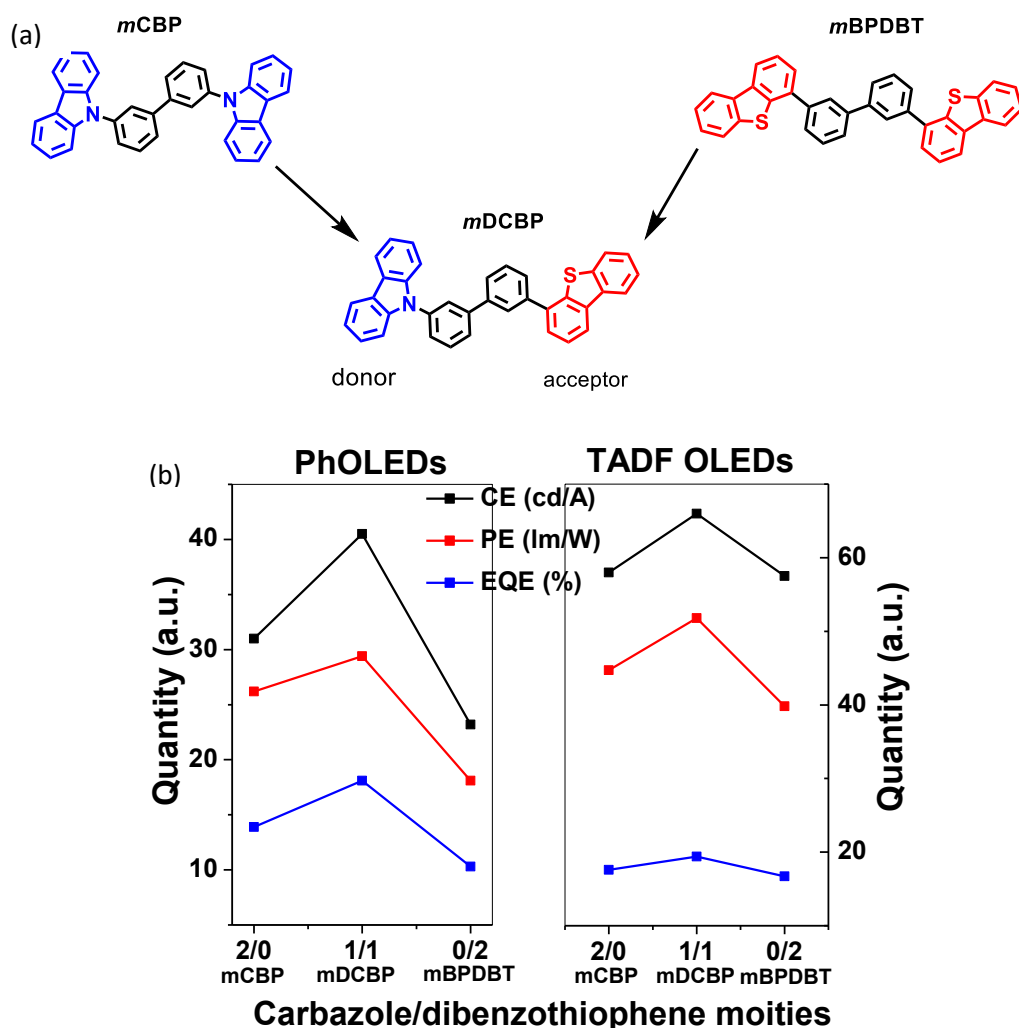 (a)
mCBP
mBPDBT
N
N
S
S
mDCBP
N
S
donor
acceptor
(b)
PhOLEDs
TADF OLEDs
CE (cd/A)
PE (lm/W)
EQE (%)
Quantity (a.u.)
40
30
20
10
60
40
20
Quantity (a.u.)
2/0 1/1 0/2
mCBP mDCBP mBPDBT
2/0 1/1 0/2
mCBP mDCBP mBPDBT
Carbazole/dibenzothiophene moities